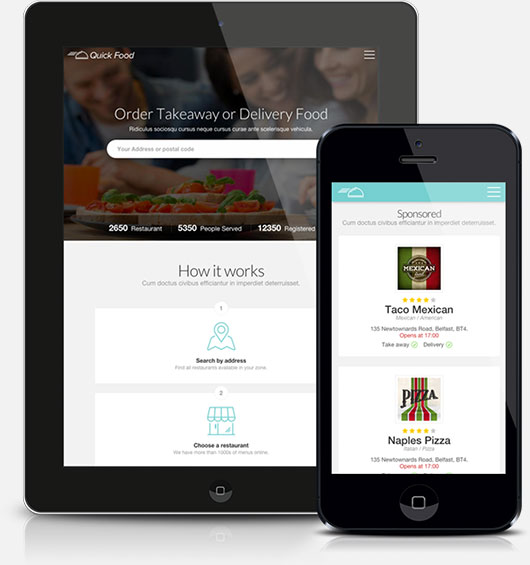 Quick Food
Order Takeaway or Delivery Food
Ridiculus sociosqu cursus neque cursus curae ante scelerisque vehicula.
Your Address or postal code
2650 Restaurant
5350 People Served
12350 Registered
How it works
Cum doctus civibus efficiantur in imperdiet deterruisset.
1
Search by address
Find all restaurants available in your zone.
2
Choose a restaurant
We have more than 1000s of menus online.
Sponsored
Cum doctus civibus efficiantur in imperdiet deterruisset.
MEXICAN
Taco Mexican
Mexican / American
135 Newtownards Road, Belfast, BT4.
Opens at 17:00
Take away
Delivery
PIZZA
Naples Pizza
Italian / Pizza
135 Newtownards Road, Belfast, BT4.
Opens at 17:00